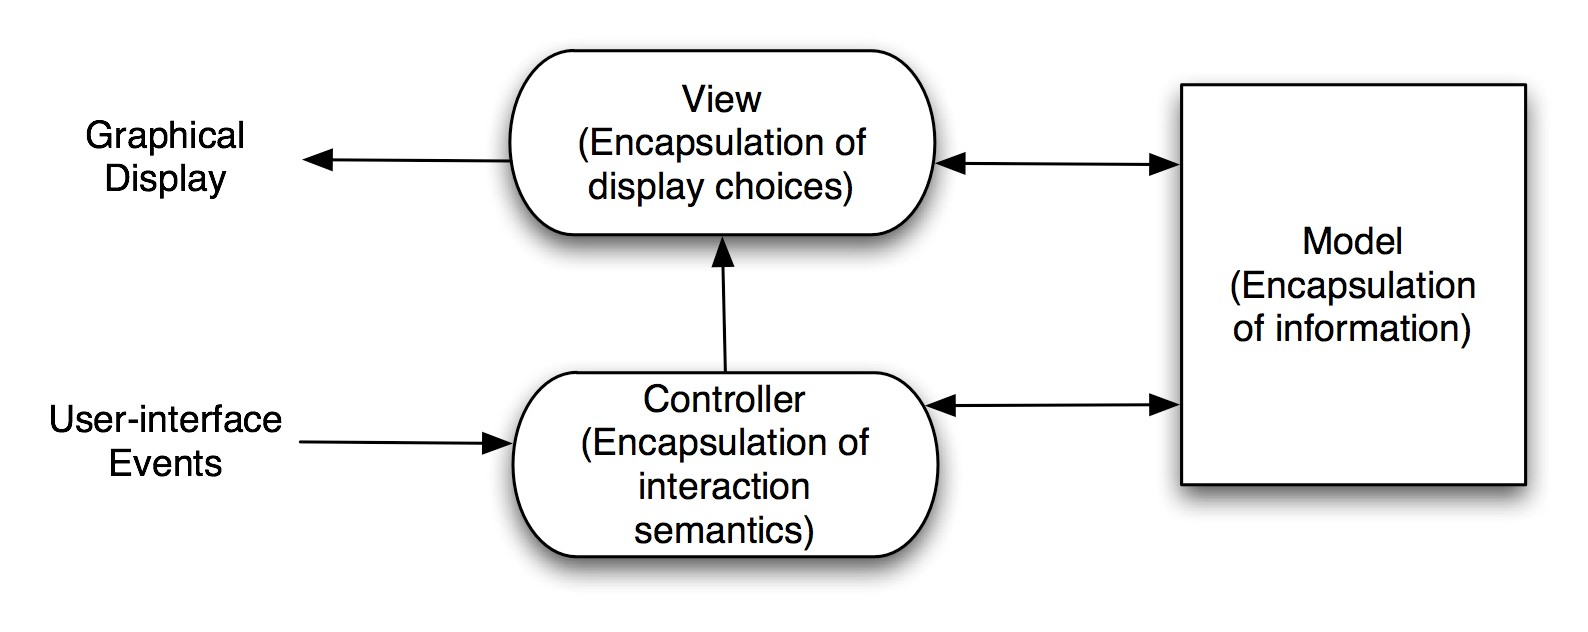 Graphical
Display
View
(Encapsulation of
display choices)
Model
(Encapsulation
of information)
User-interface
Events
Controller
(Encapsulation of
interaction
semantics)